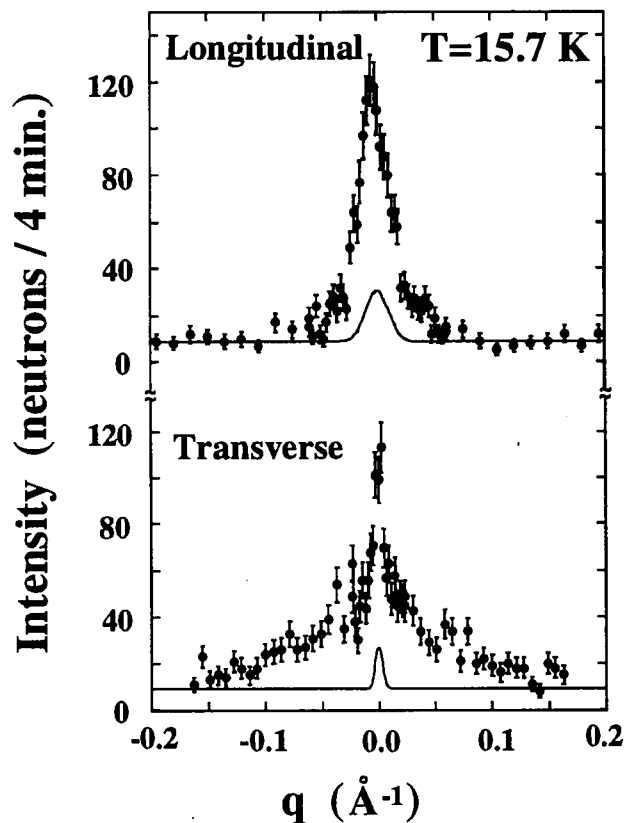 Longitudinal T=15.7 K
120
80
40
0
Transverse
120
80
40
0
-0.2 -0.1 0.0 0.1 0.2
q (Å-1)
Intensity (neutrons / 4 min.)